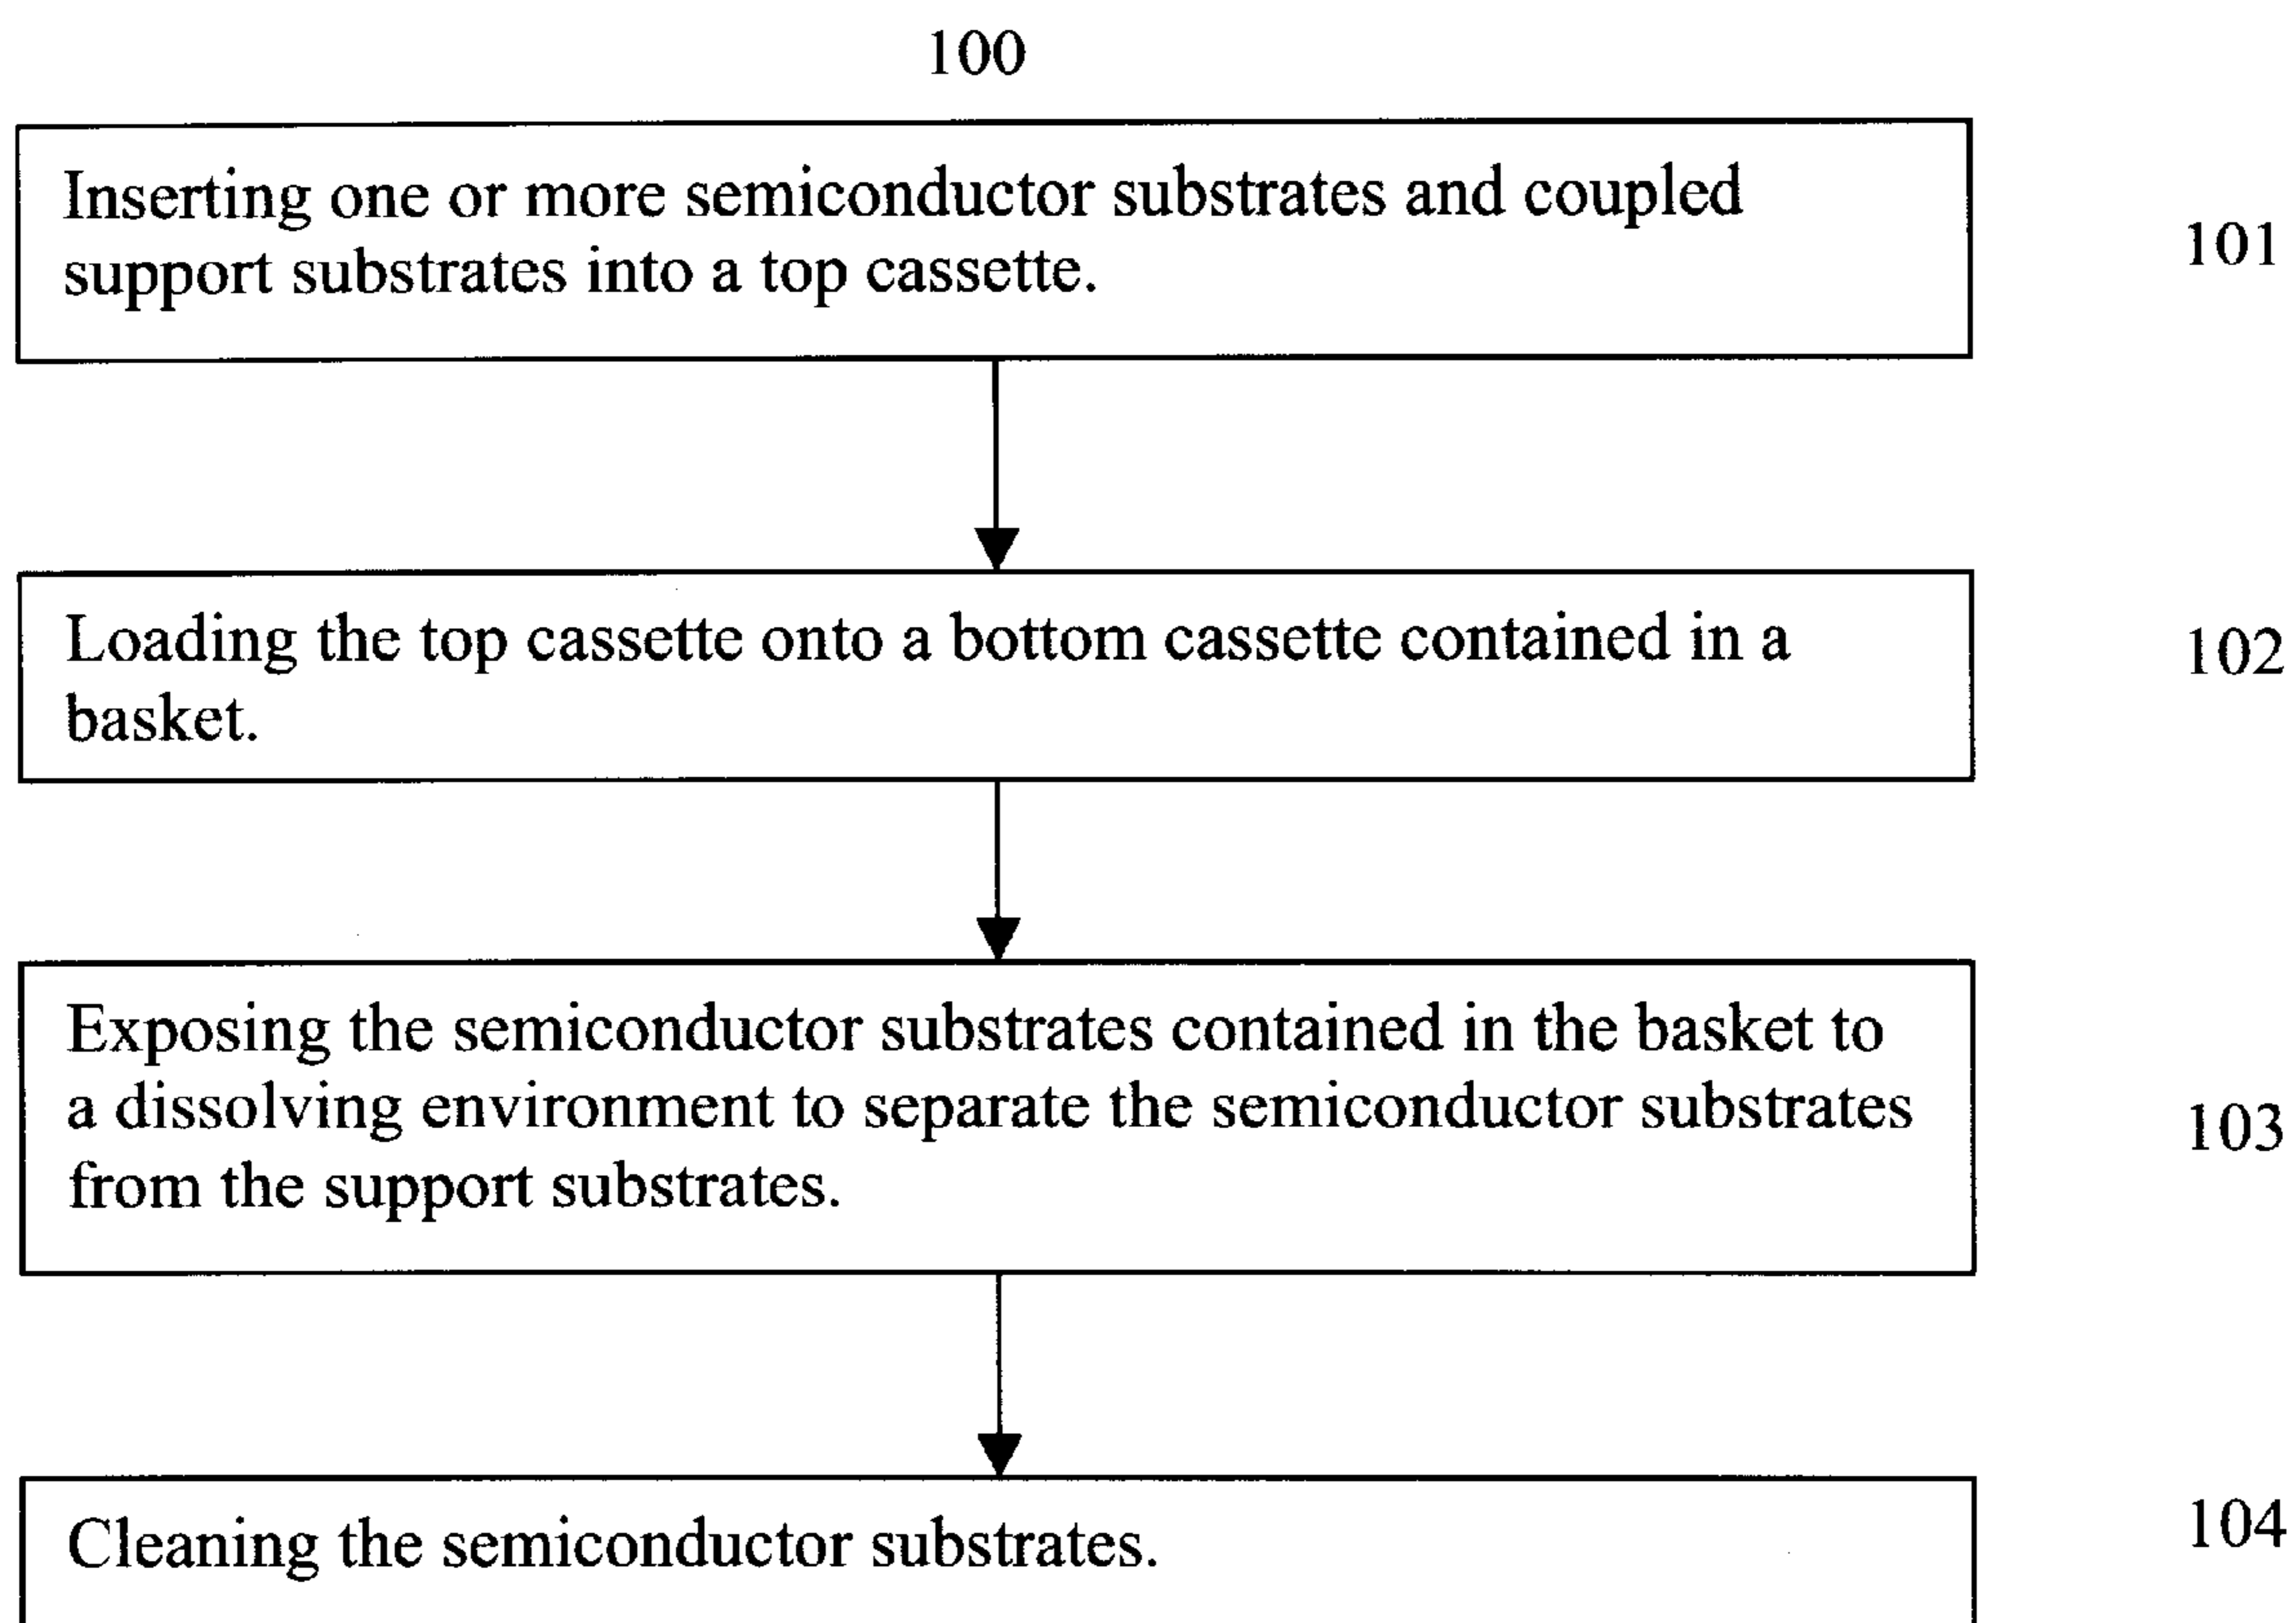 100
Inserting one or more semiconductor substrates and coupled
support substrates into a top cassette.
101
Loading the top cassette onto a bottom cassette contained in a
basket.
102
Exposing the semiconductor substrates contained in the basket to
a dissolving environment to separate the semiconductor substrates
from the support substrates.
103
Cleaning the semiconductor substrates.
104